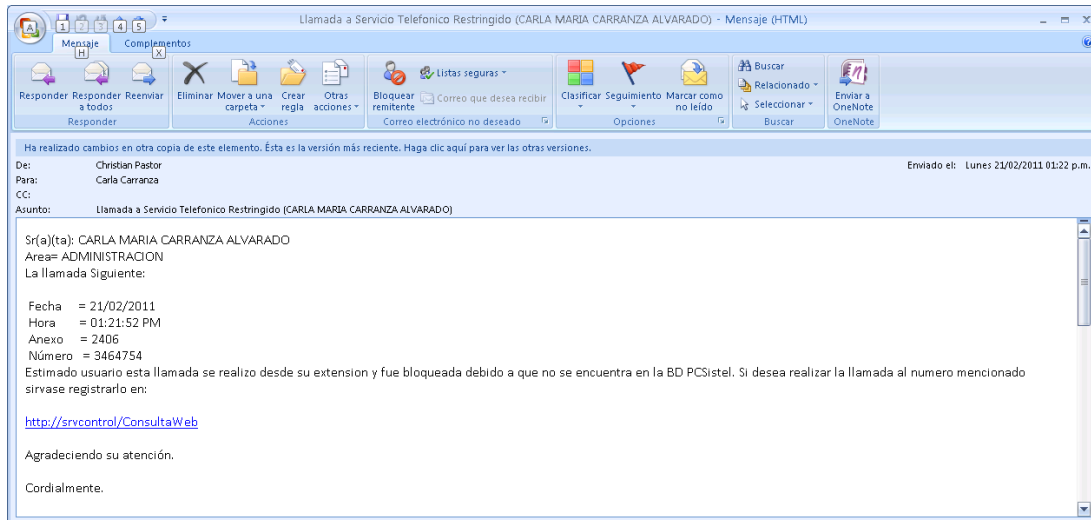 Llamada a Servicio Telefonico Restringido (CARLA MARIA CARRANZA ALVARADO) - Mensaje (HTML)
1 2 3 4 5
Mensaje Complementos
H X
Responder Responder a todos Reenviar
Eliminar Mover a una carpeta Crear regla Otras acciones
Bloquear remitente Listas seguras Correo que desea recibir
Clasificar Seguimiento Marcar como no leído
Buscar Relacionado Seleccionar
Enviar a OneNote
Responder Acciones Correo electrónico no deseado Opciones Buscar OneNote
Ha realizado cambios en otra copia de este elemento. Ésta es la versión más reciente. Haga clic aquí para ver las otras versiones.
De: Christian Pastor Enviado el: Lunes 21/02/2011 01:22 p.m.
Para: Carla Carranza
CC:
Asunto: Llamada a Servicio Telefonico Restringido (CARLA MARIA CARRANZA ALVARADO)
Sr(a)(ta): CARLA MARIA CARRANZA ALVARADO
Area= ADMINISTRACION
La llamada Siguiente:
Fecha = 21/02/2011
Hora = 01:21:52 PM
Anexo = 2406
Número = 3464754
Estimado usuario esta llamada se realizo desde su extension y fue bloqueada debido a que no se encuentra en la BD PCSistel. Si desea realizar la llamada al numero mencionado
sirvase registrarlo en:
http://srvcontrol/ConsultaWeb
Agradeciendo su atención.
Cordialmente.